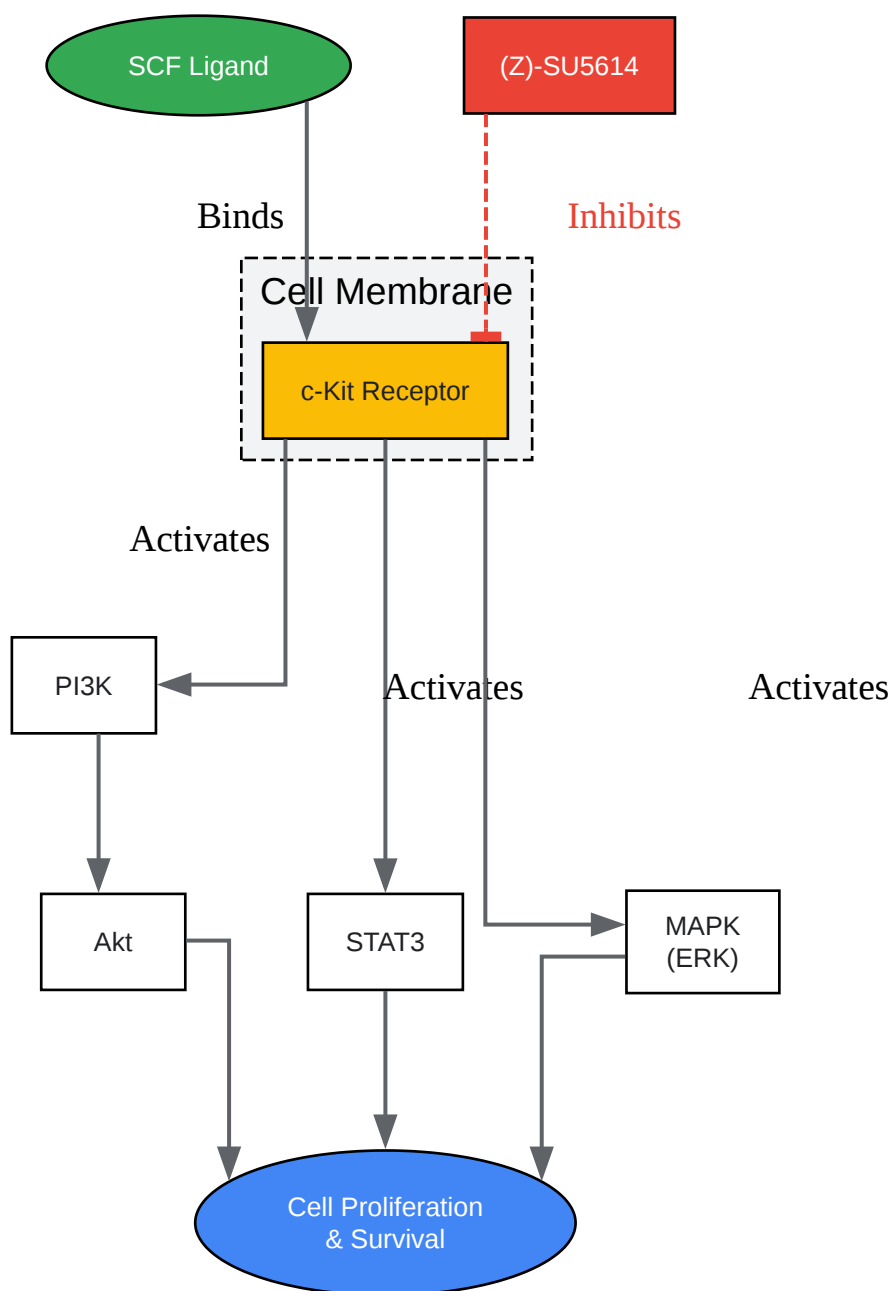 SCF Ligand
(Z)-SU5614
Binds
Inhibits
Cell Membrane
c-Kit Receptor
Activates
PI3K
Activates
Activates
Akt
STAT3
MAPK
(ERK)
Cell Proliferation
& Survival